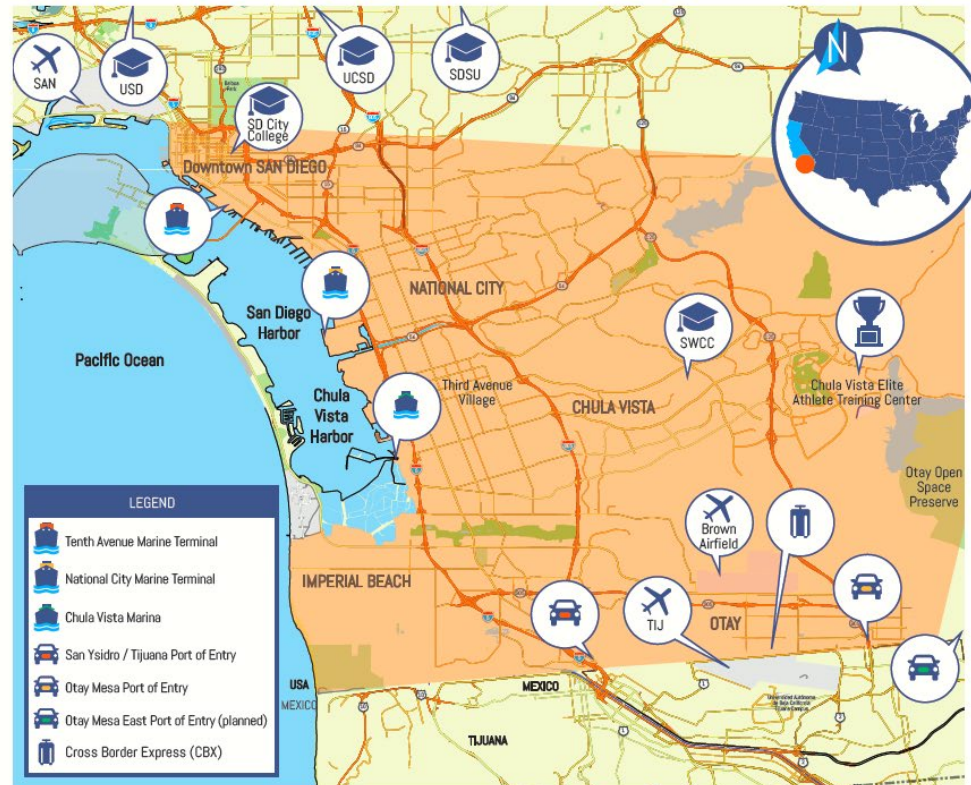 N
SAN
USD
UCSD
SDSU
SD City
College
Downtown SAN DIEGO
NATIONAL CITY
San Diego
Harbor
Pacific Ocean
SWCC
Chula
Vista
Harbor
Third Avenue
Village
CHULA VISTA
Chula Vista Elite
Athlete Training Center
Otay Open
Space
Preserve
Brown
Airfield
IMPERIAL BEACH
TIJ
OTAY
USA
MEXICO
MEXICO
TIJUANA
LEGEND
Tenth Avenue Marine Terminal
National City Marine Terminal
Chula Vista Marina
San Ysidro / Tijuana Port of Entry
Otay Mesa Port of Entry
Otay Mesa East Port of Entry (planned)
Cross Border Express (CBX)